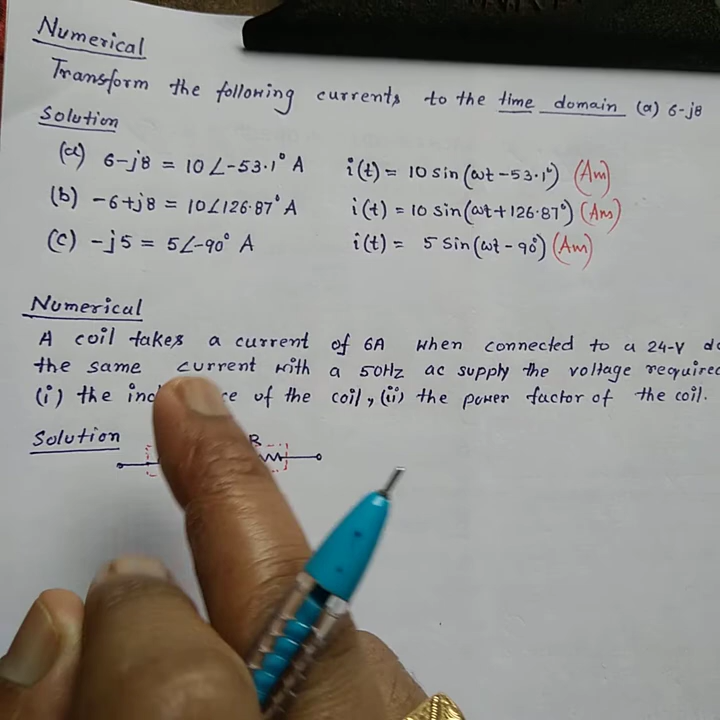 Numerical
Transform the following currents to the time domain (a) 6-j8
Solution
(a) 6-j8 = 10∠-53.1° A i(t) = 10 sin(ωt-53.1°) (Am)
(b) -6+j8 = 10∠126.87° A i(t) = 10 sin(ωt+126.87°) (Am)
(c) -j5 = 5∠-90° A i(t) = 5 sin(ωt-90°) (Am)
Numerical
A coil takes a current of 6A when connected to a 24-V
the same current with a 50Hz ac supply the voltage required
(i) the of the coil, (ii) the power factor of the coil.
Solution
R